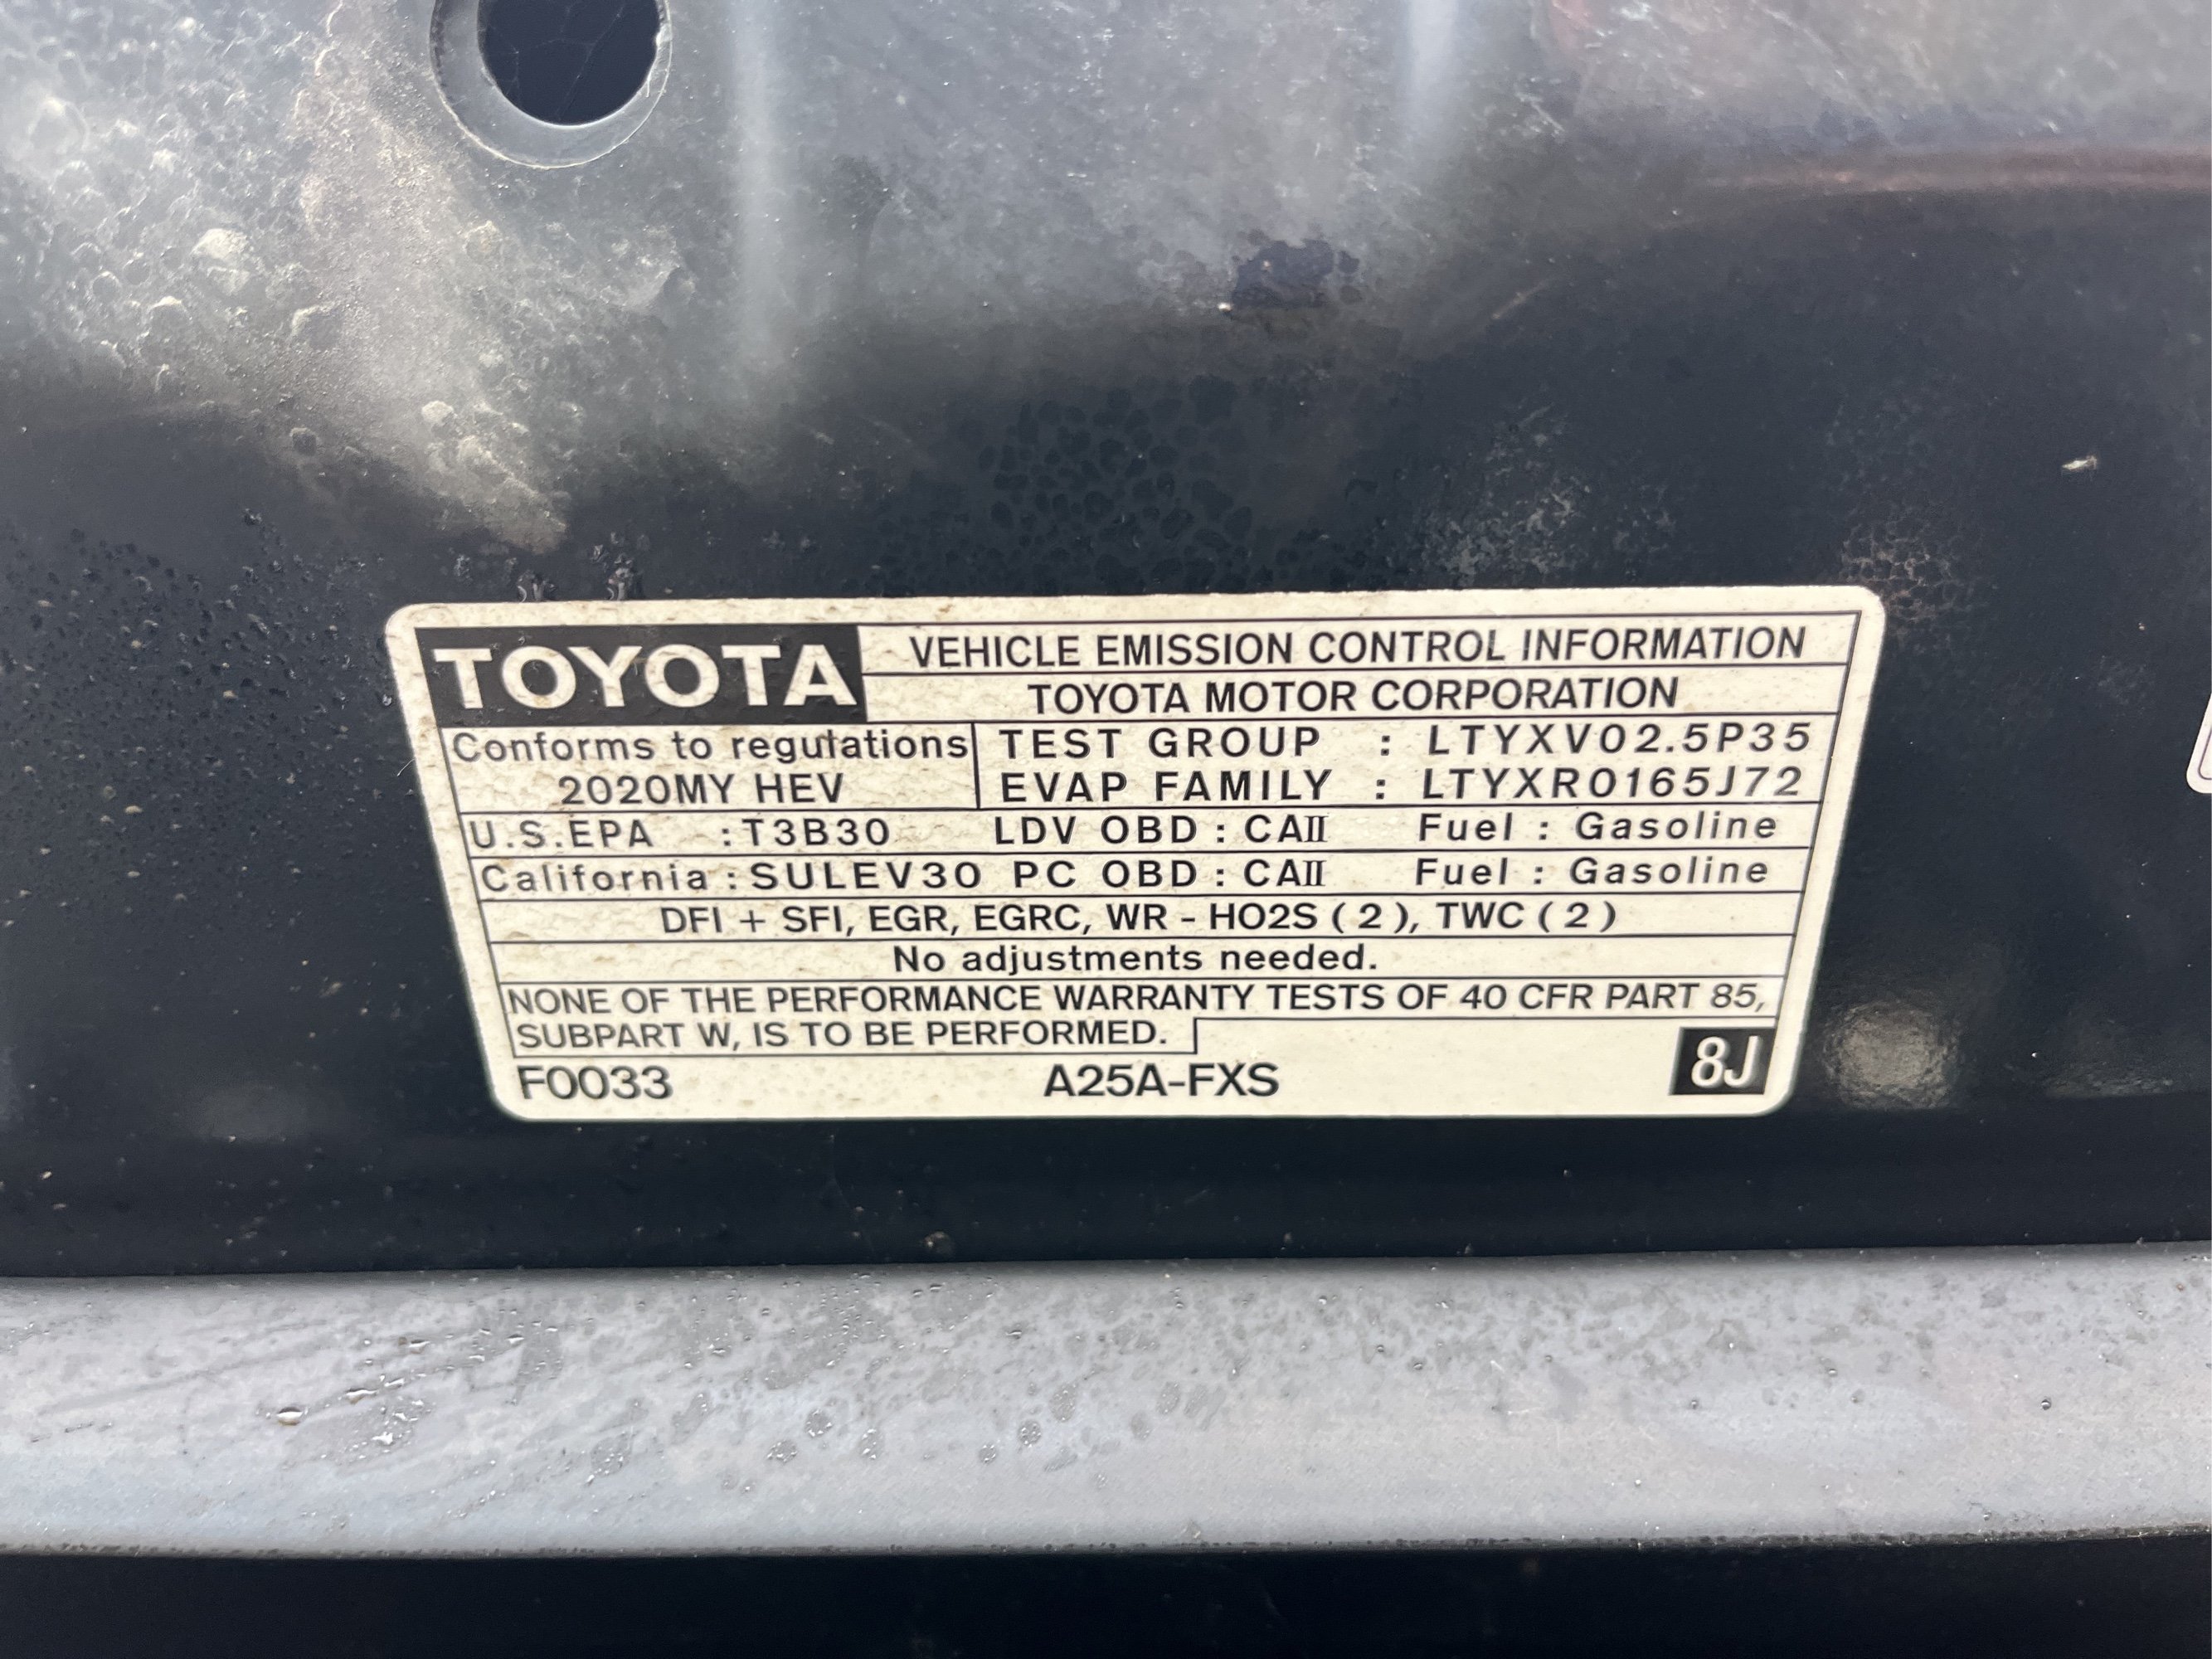 TOYOTA
VEHICLE EMISSION CONTROL INFORMATION
TOYOTA MOTOR CORPORATION
Conforms to regulations
2020MY HEV
TEST GROUP : LTYXV02.5P35
EVAP FAMILY : LTYXR0165J72
U.S.EPA :T3B30 LDV OBD : CAII Fuel : Gasoline
California : SULEV30 PC OBD : CAII Fuel : Gasoline
DFI + SFI, EGR, EGRC, WR - HO2S ( 2 ), TWC ( 2 )
No adjustments needed.
NONE OF THE PERFORMANCE WARRANTY TESTS OF 40 CFR PART 85,
SUBPART W, IS TO BE PERFORMED.
F0033 A25A-FXS 8J